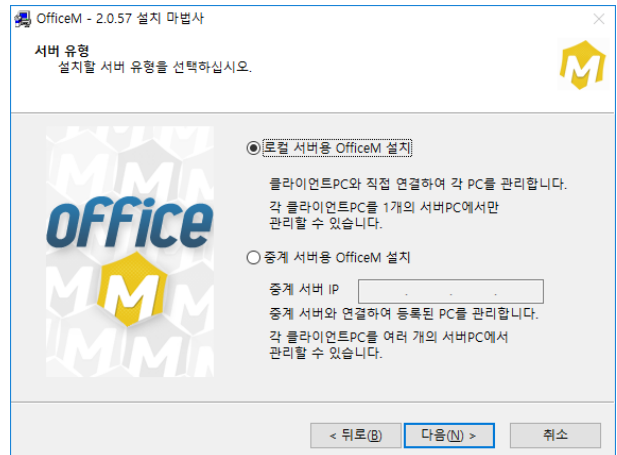 OfficeM - 2.0.57 설치 마법사
서버 유형
설치할 서버 유형을 선택하십시오.
M
office
M
로컬 서버용 OfficeM 설치
클라이언트PC와 직접 연결하여 각 PC를 관리합니다.
각 클라이언트PC를 1개의 서버PC에서만
관리할 수 있습니다.
중계 서버용 OfficeM 설치
중계 서버 IP . . .
중계 서버와 연결하여 등록된 PC를 관리합니다.
각 클라이언트PC를 여러 개의 서버PC에서
관리할 수 있습니다.
< 뒤로(B) 다음(N) > 취소